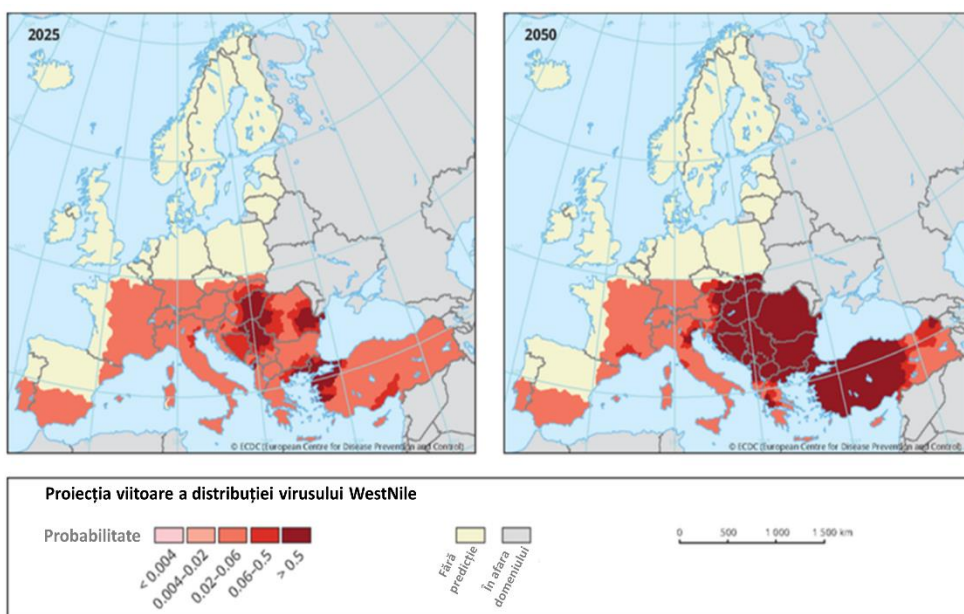 2025
2050
© ECDC (European Centre for Disease Prevention and Control)
© ECDC (European Centre for Disease Prevention and Control)
Proiecția viitoare a distribuției virusului WestNile
Probabilitate
< 0.004
0.004–0.02
0.02–0.06
0.06–0.5
> 0.5
Fără
predicție
În afara
domeniului
0 500 1 000 1 500 km